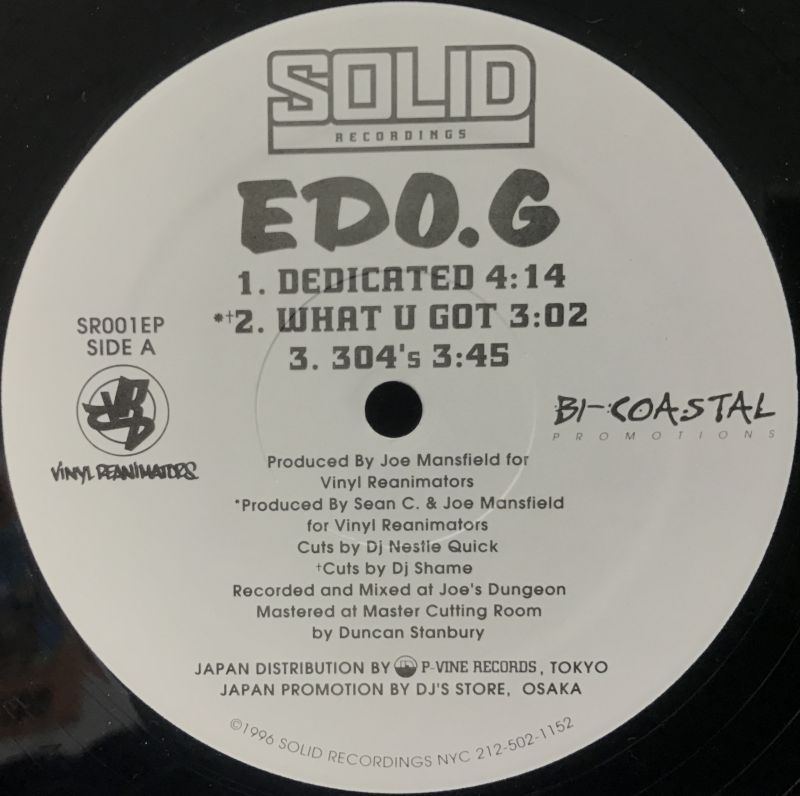 SOLID
RECORDINGS
EDO.G
1. DEDICATED 4:14
*†2. WHAT U GOT 3:02
3. 304's 3:45
SR001EP
SIDE A
VINYL REANIMATORS
BI-COASTAL
PROMOTIONS
Produced By Joe Mansfield for
Vinyl Reanimators
*Produced By Sean C. & Joe Mansfield
for Vinyl Reanimators
Cuts by Dj Nestle Quick
†Cuts by Dj Shame
Recorded and Mixed at Joe's Dungeon
Mastered at Master Cutting Room
by Duncan Stanbury
JAPAN DISTRIBUTION BY P-VINE RECORDS, TOKYO
JAPAN PROMOTION BY DJ'S STORE, OSAKA
©1996 SOLID RECORDINGS NYC 212-502-1152